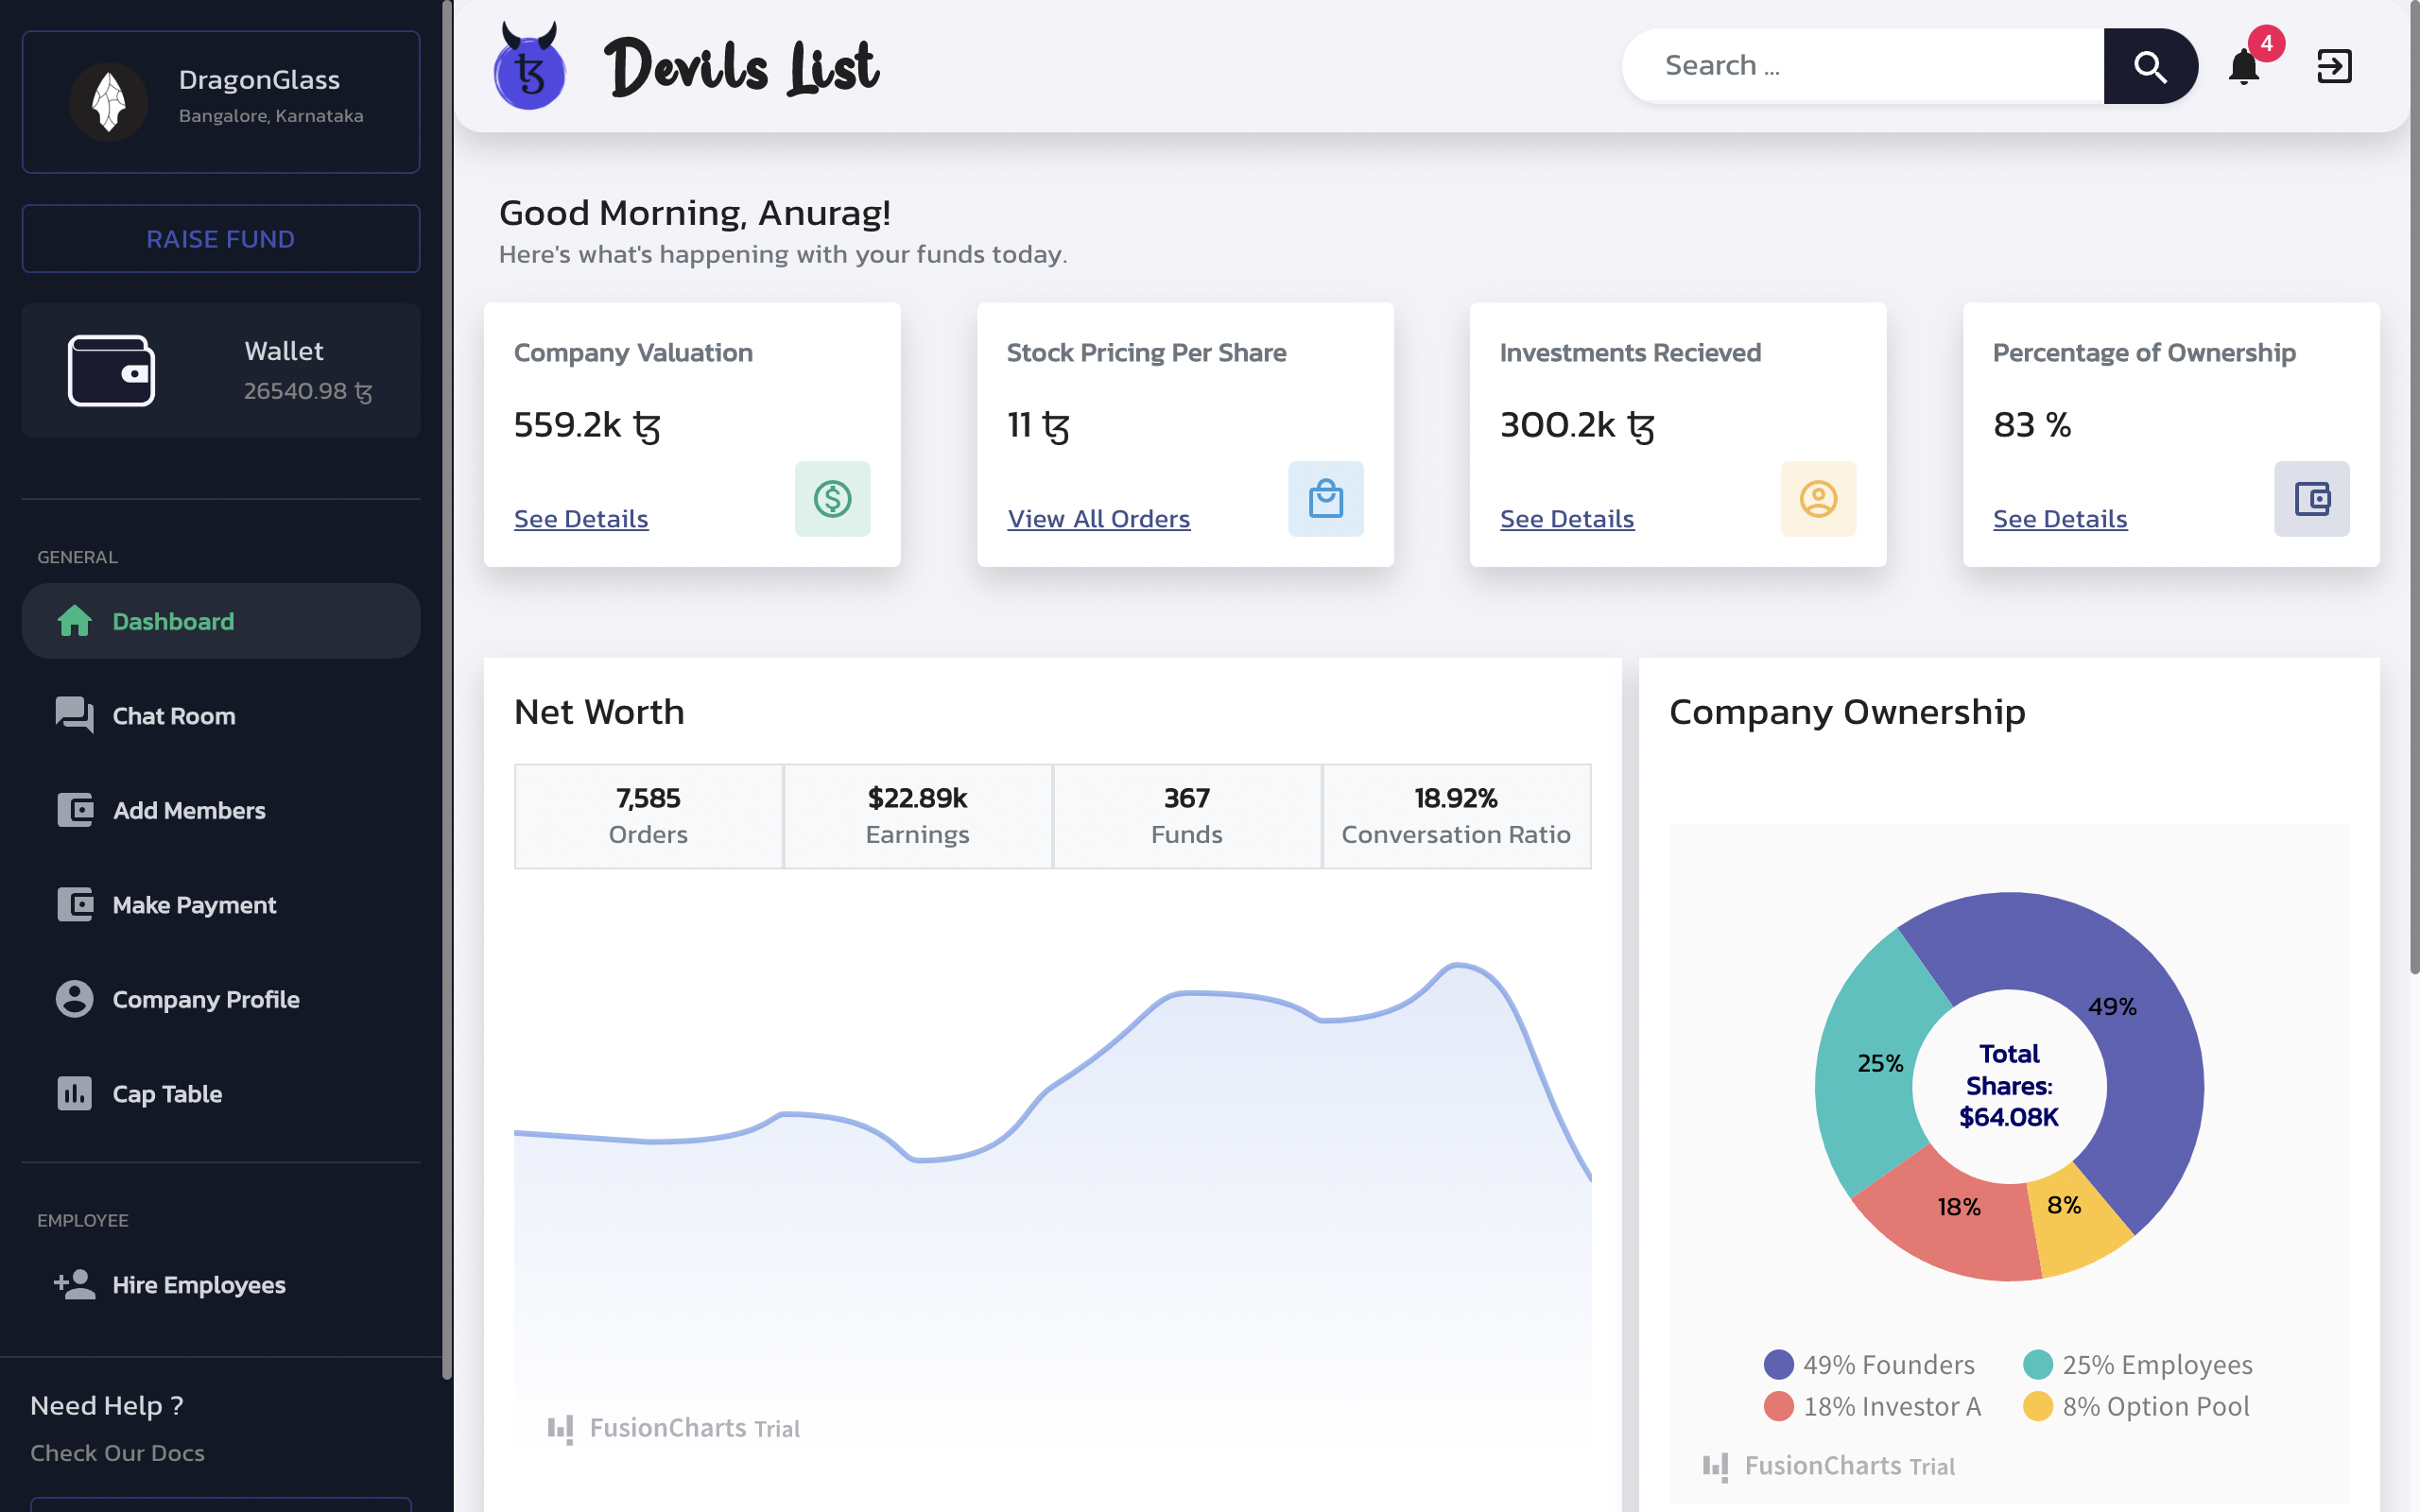 DragonGlass
Bangalore, Karnataka
RAISE FUND
Wallet
26540.98 ꜩ
GENERAL
Dashboard
Chat Room
Add Members
Make Payment
Company Profile
Cap Table
EMPLOYEE
Hire Employees
Need Help ?
Check Our Docs
ꜩ
Devils List
Search ...
4
Good Morning, Anurag!
Here's what's happening with your funds today.
Company Valuation
559.2k ꜩ
See Details
Stock Pricing Per Share
11 ꜩ
View All Orders
Investments Recieved
300.2k ꜩ
See Details
Percentage of Ownership
83 %
See Details
Net Worth
7,585
Orders
$22.89k
Earnings
367
Funds
18.92%
Conversation Ratio
FusionCharts Trial
Company Ownership
49%
25%
Total
Shares:
$64.08K
18%
8%
49% Founders
25% Employees
18% Investor A
8% Option Pool
FusionCharts Trial